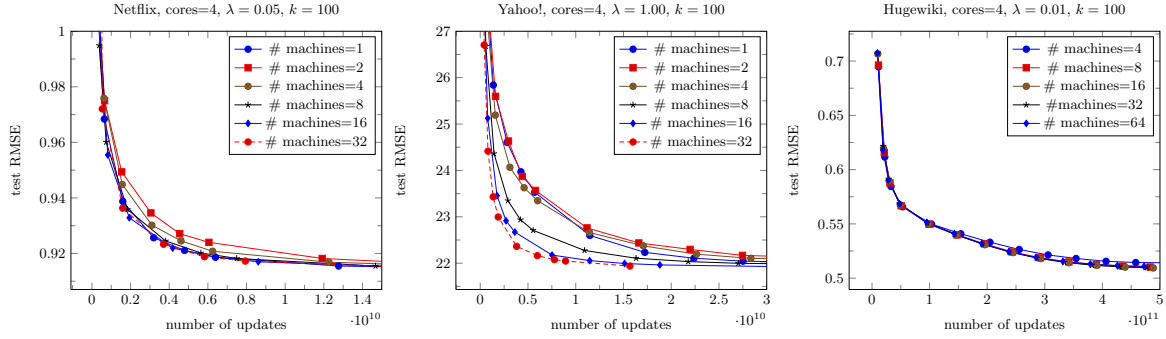 Netflix, cores=4, λ = 0.05, k = 100
1
0.98
0.96
0.94
0.92
test RMSE
0
0.2
0.4
0.6
0.8
1
1.2
1.4
·10^10
number of updates
# machines=1
# machines=2
# machines=4
# machines=8
# machines=16
# machines=32
Yahoo!, cores=4, λ = 1.00, k = 100
27
26
25
24
23
22
test RMSE
0
0.5
1
1.5
2
2.5
3
·10^10
number of updates
# machines=1
# machines=2
# machines=4
# machines=8
# machines=16
# machines=32
Hugewiki, cores=4, λ = 0.01, k = 100
0.7
0.65
0.6
0.55
0.5
test RMSE
0
1
2
3
4
5
·10^11
number of updates
# machines=4
# machines=8
# machines=16
#machines=32
# machines=64